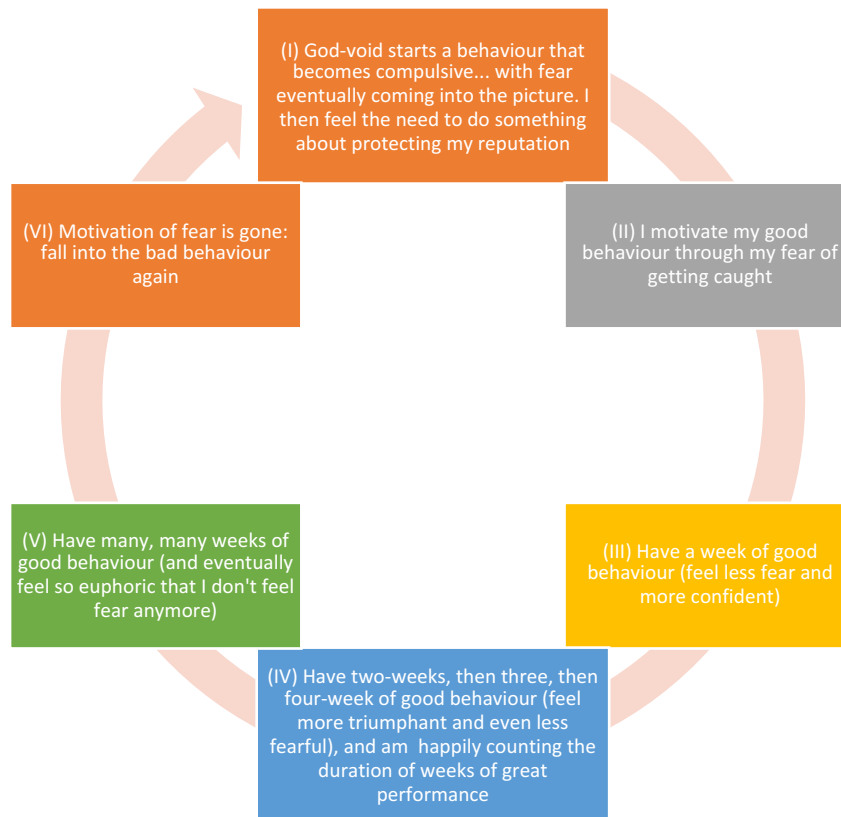 (I) God-void starts a behaviour that
becomes compulsive... with fear
eventually coming into the picture. I
then feel the need to do something
about protecting my reputation
(II) I motivate my good
behaviour through my fear of
getting caught
(III) Have a week of good
behaviour (feel less fear and
more confident)
(IV) Have two-weeks, then three, then
four-week of good behaviour (feel
more triumphant and even less
fearful), and am happily counting the
duration of weeks of great
performance
(V) Have many, many weeks of
good behaviour (and eventually
feel so euphoric that I don't feel
fear anymore)
(VI) Motivation of fear is gone:
fall into the bad behaviour
again